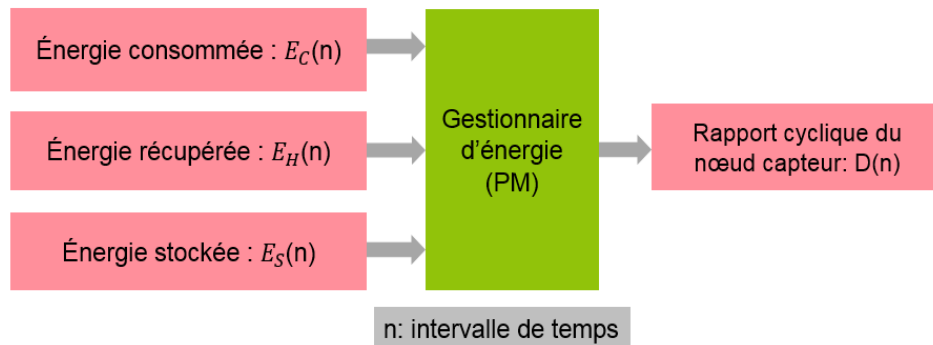 Énergie consommée : E_C(n)
Énergie récupérée : E_H(n)
Énergie stockée : E_S(n)
Gestionnaire
d’énergie
(PM)
Rapport cyclique du
nœud capteur: D(n)
n: intervalle de temps